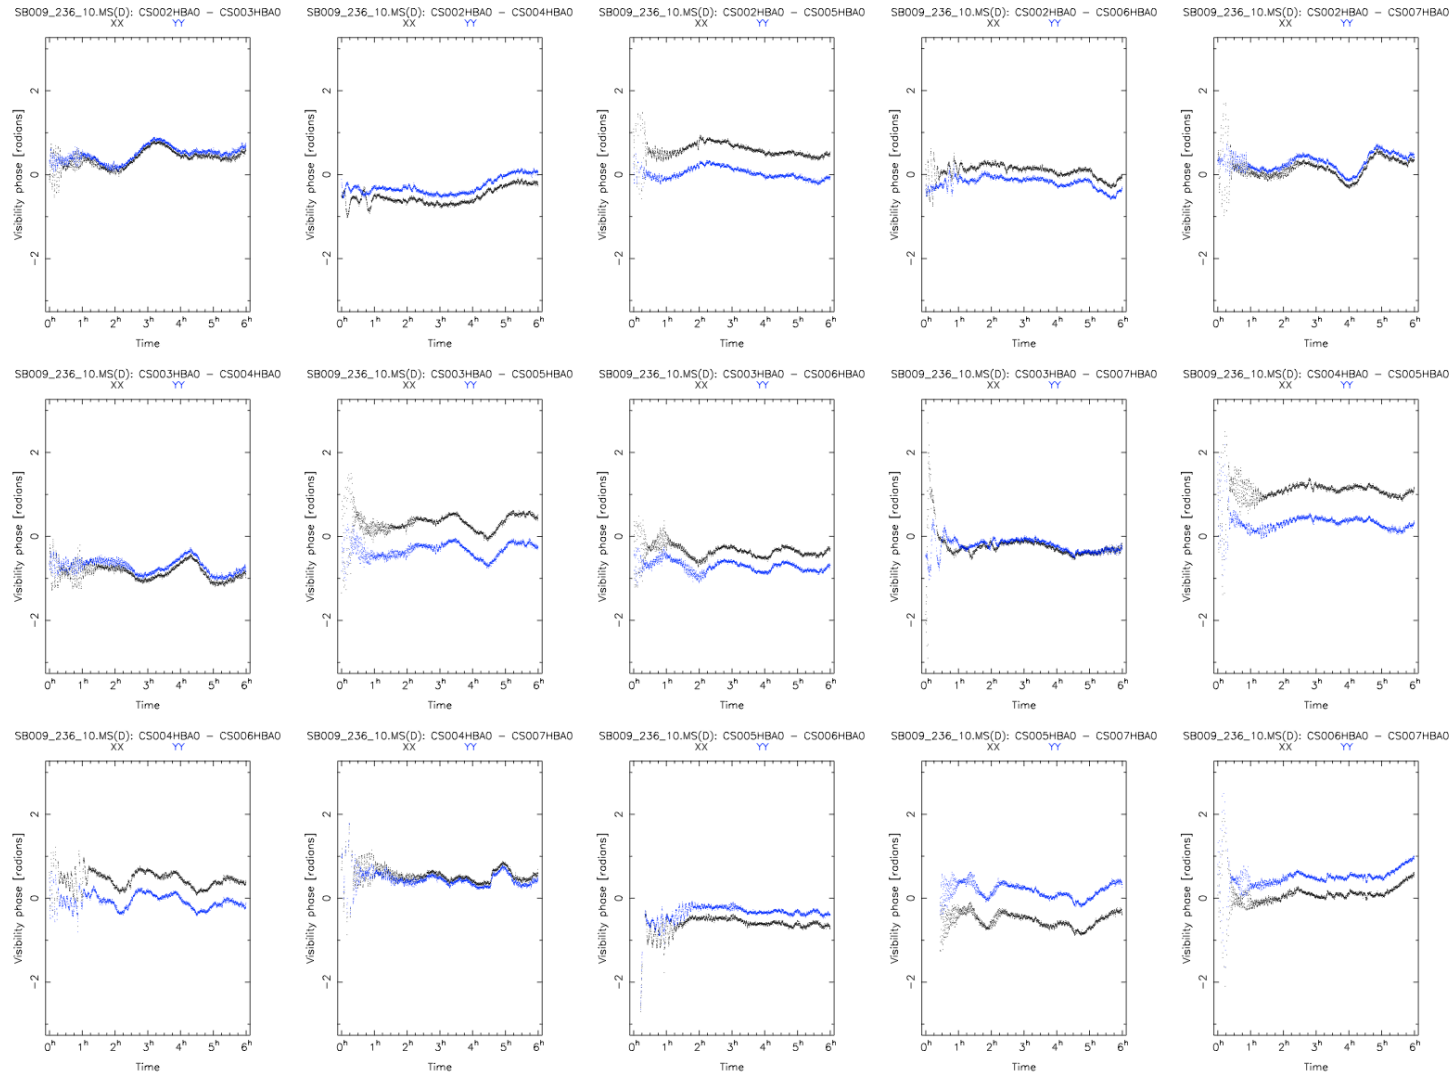 SB009_236_10.MS(D): CS002HBA0 – CS003HBA0
XX YY
Visibility phase [radians]
2
0
−2
0h 1h 2h 3h 4h 5h 6h
Time
SB009_236_10.MS(D): CS002HBA0 – CS004HBA0
XX YY
Visibility phase [radians]
2
0
−2
0h 1h 2h 3h 4h 5h 6h
Time
SB009_236_10.MS(D): CS002HBA0 – CS005HBA0
XX YY
Visibility phase [radians]
2
0
−2
0h 1h 2h 3h 4h 5h 6h
Time
SB009_236_10.MS(D): CS002HBA0 – CS006HBA0
XX YY
Visibility phase [radians]
2
0
−2
0h 1h 2h 3h 4h 5h 6h
Time
SB009_236_10.MS(D): CS002HBA0 – CS007HBA0
XX YY
Visibility phase [radians]
2
0
−2
0h 1h 2h 3h 4h 5h 6h
Time
SB009_236_10.MS(D): CS003HBA0 – CS004HBA0
XX YY
Visibility phase [radians]
2
0
−2
0h 1h 2h 3h 4h 5h 6h
Time
SB009_236_10.MS(D): CS003HBA0 – CS005HBA0
XX YY
Visibility phase [radians]
2
0
−2
0h 1h 2h 3h 4h 5h 6h
Time
SB009_236_10.MS(D): CS003HBA0 – CS006HBA0
XX YY
Visibility phase [radians]
2
0
−2
0h 1h 2h 3h 4h 5h 6h
Time
SB009_236_10.MS(D): CS003HBA0 – CS007HBA0
XX YY
Visibility phase [radians]
2
0
−2
0h 1h 2h 3h 4h 5h 6h
Time
SB009_236_10.MS(D): CS004HBA0 – CS005HBA0
XX YY
Visibility phase [radians]
2
0
−2
0h 1h 2h 3h 4h 5h 6h
Time
SB009_236_10.MS(D): CS004HBA0 – CS006HBA0
XX YY
Visibility phase [radians]
2
0
−2
0h 1h 2h 3h 4h 5h 6h
Time
SB009_236_10.MS(D): CS004HBA0 – CS007HBA0
XX YY
Visibility phase [radians]
2
0
−2
0h 1h 2h 3h 4h 5h 6h
Time
SB009_236_10.MS(D): CS005HBA0 – CS006HBA0
XX YY
Visibility phase [radians]
2
0
−2
0h 1h 2h 3h 4h 5h 6h
Time
SB009_236_10.MS(D): CS005HBA0 – CS007HBA0
XX YY
Visibility phase [radians]
2
0
−2
0h 1h 2h 3h 4h 5h 6h
Time
SB009_236_10.MS(D): CS006HBA0 – CS007HBA0
XX YY
Visibility phase [radians]
2
0
−2
0h 1h 2h 3h 4h 5h 6h
Time